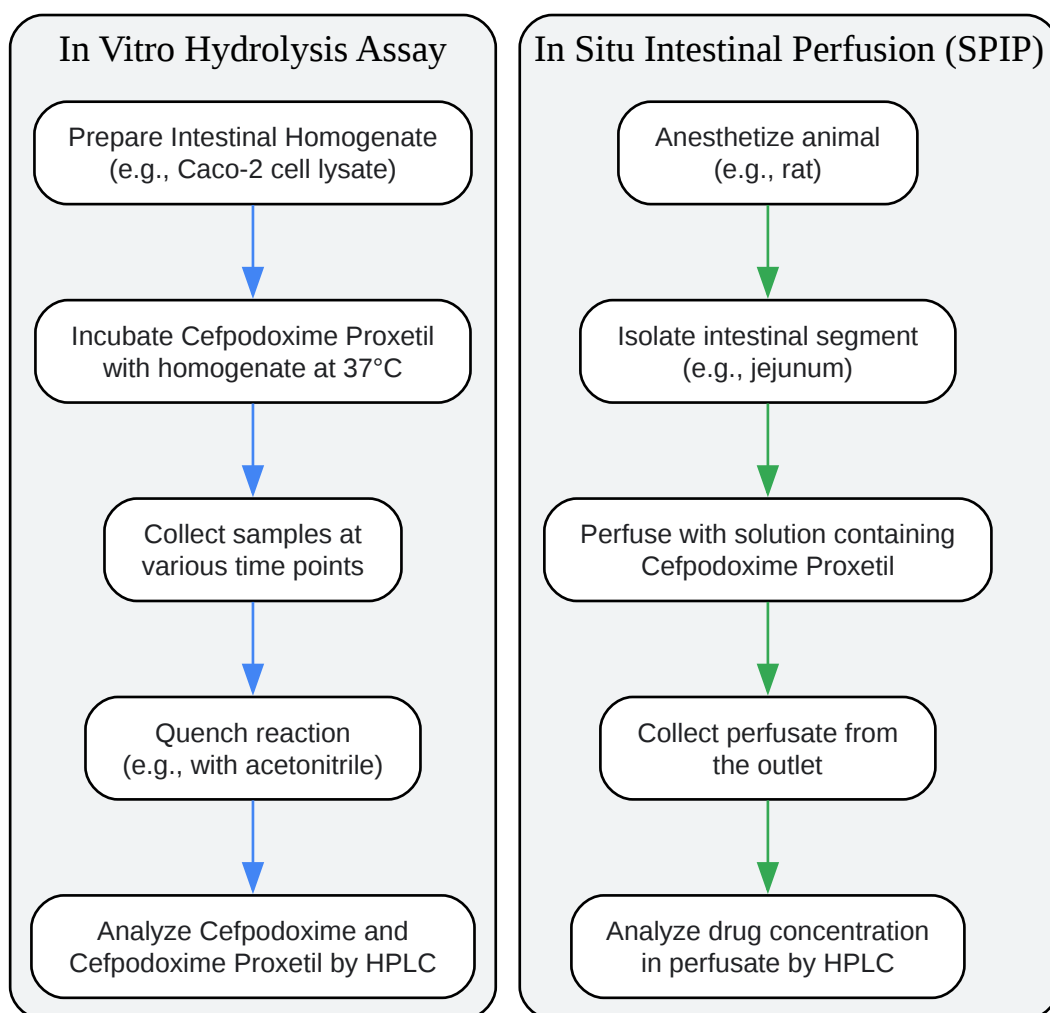 In Vitro Hydrolysis Assay
Prepare Intestinal Homogenate
(e.g., Caco-2 cell lysate)
Incubate Cefpodoxime Proxetil
with homogenate at 37°C
Collect samples at
various time points
Quench reaction
(e.g., with acetonitrile)
Analyze Cefpodoxime and
Cefpodoxime Proxetil by HPLC
In Situ Intestinal Perfusion (SPIP)
Anesthetize animal
(e.g., rat)
Isolate intestinal segment
(e.g., jejunum)
Perfuse with solution containing
Cefpodoxime Proxetil
Collect perfusate from
the outlet
Analyze drug concentration
in perfusate by HPLC